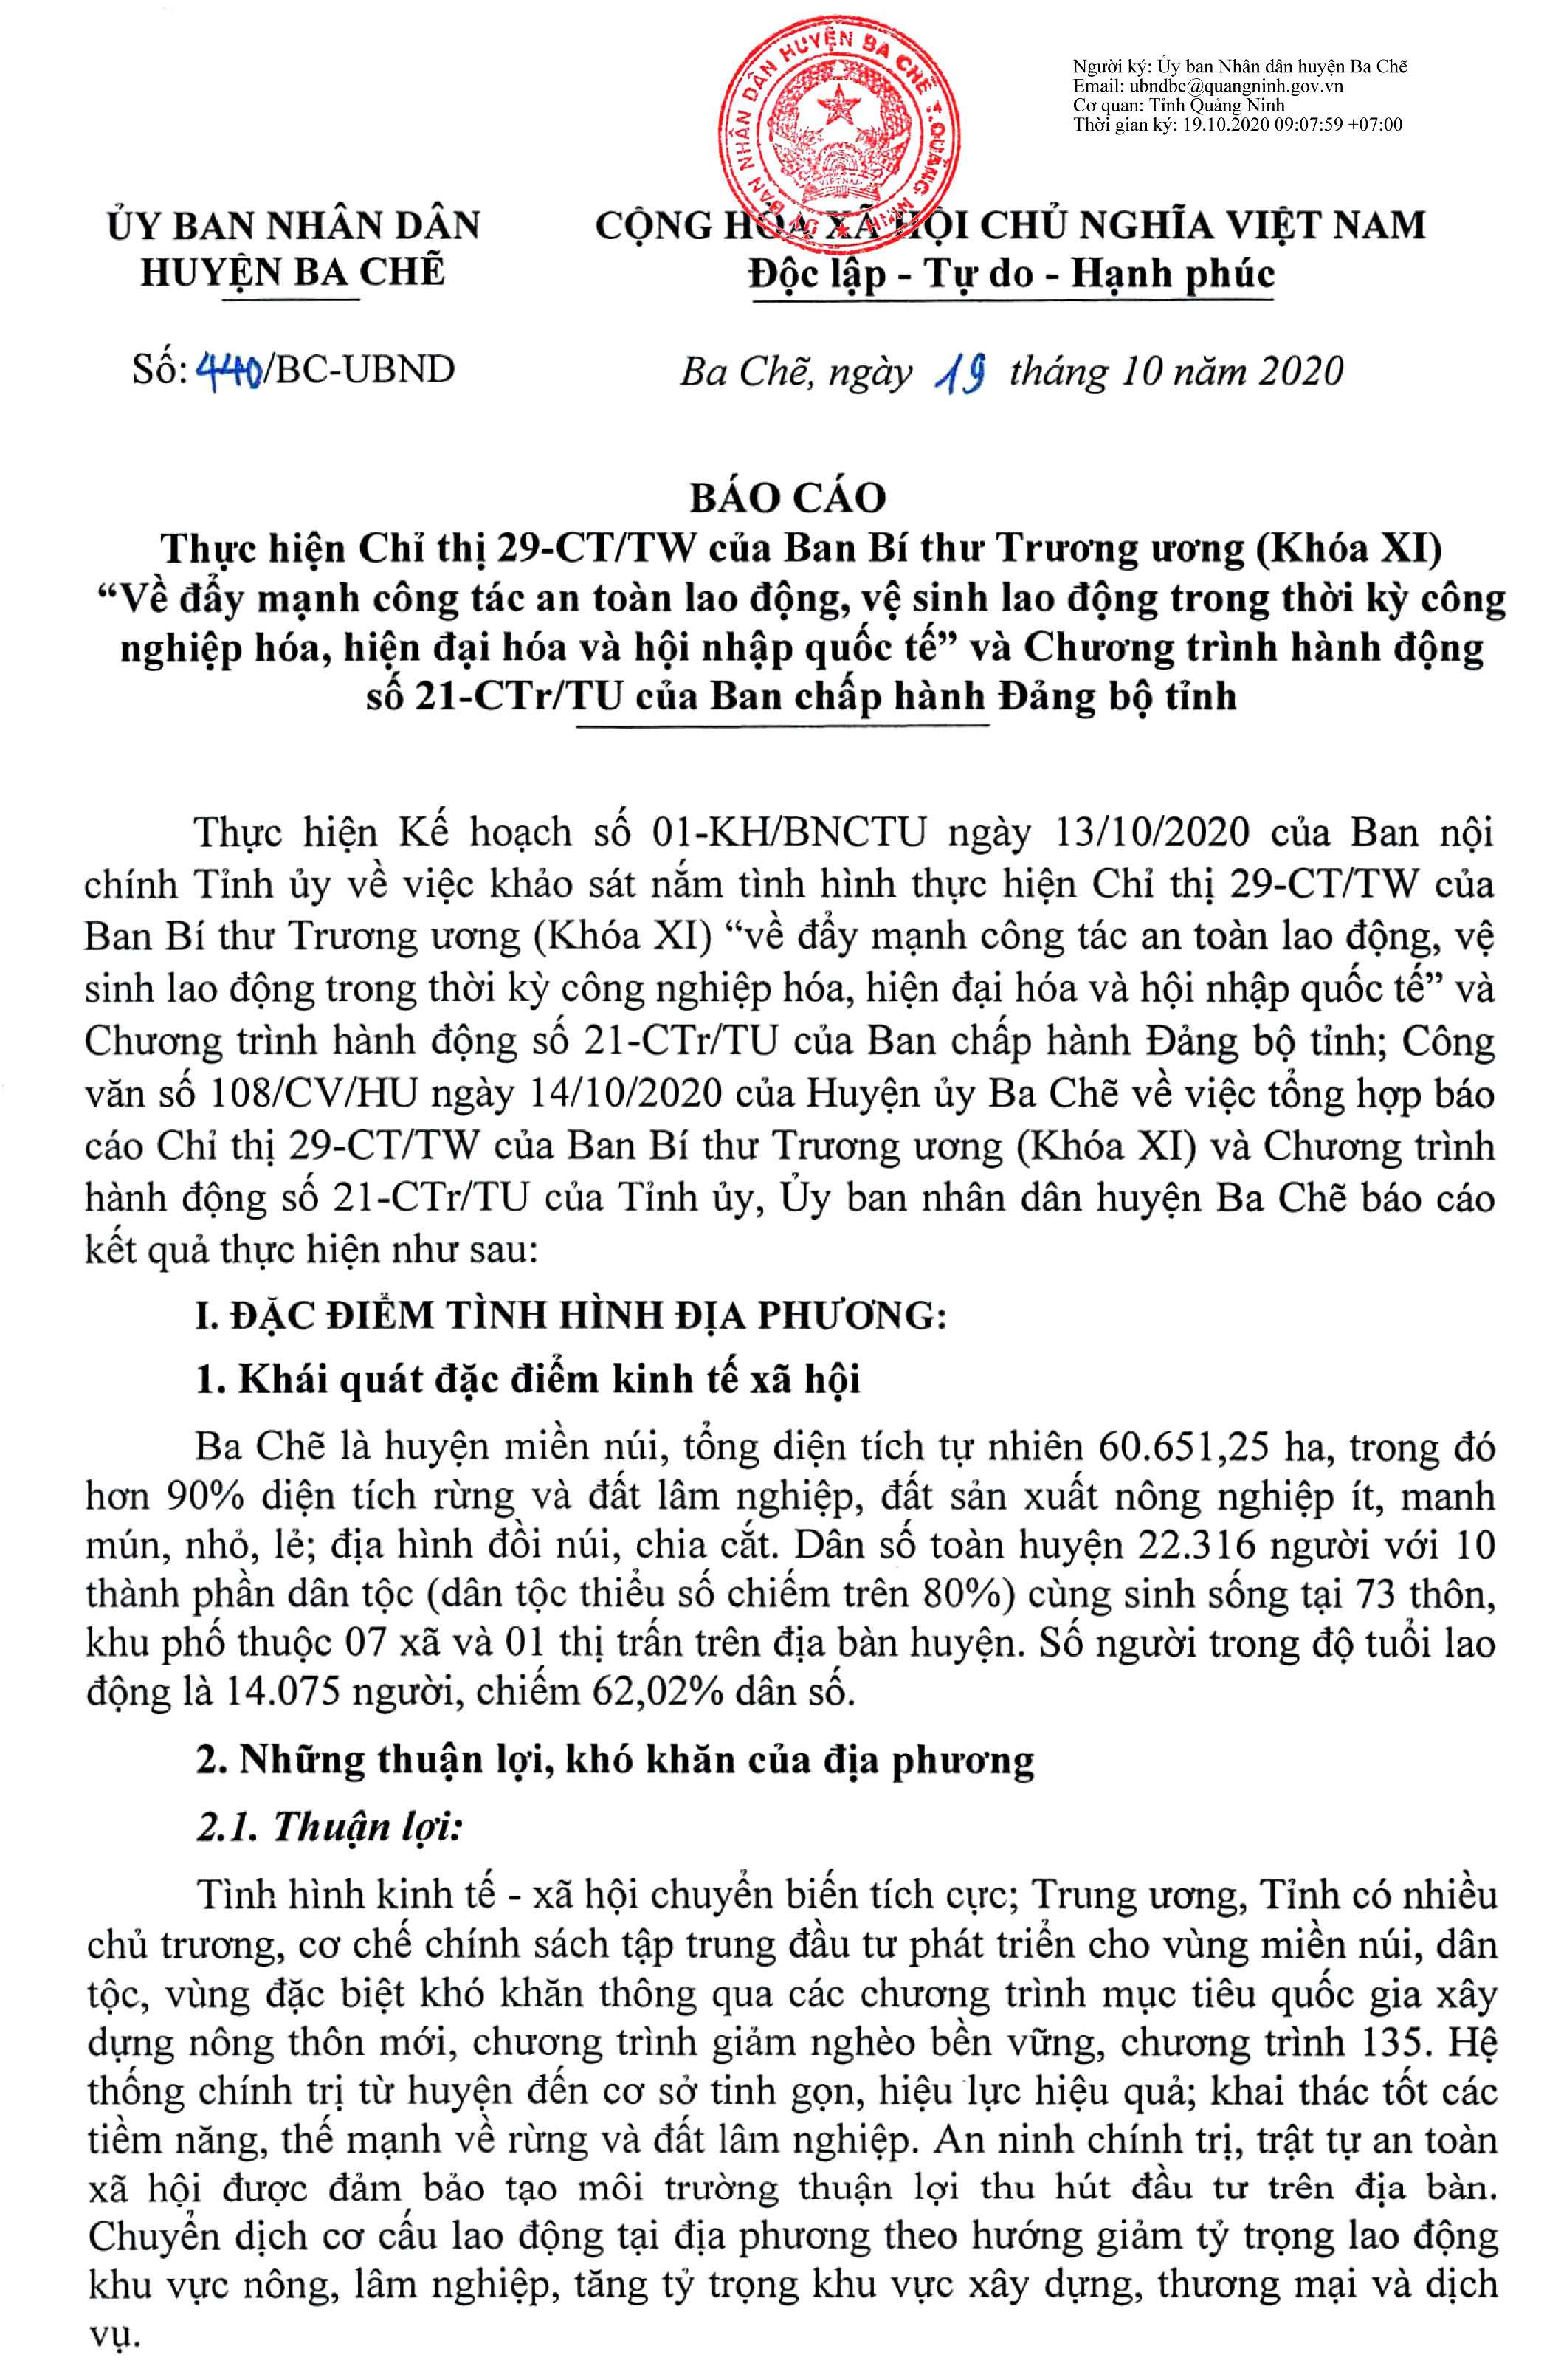 Người ký: Ủy ban Nhân dân huyện Ba Chẽ
Email: ubndbc@quangninh.gov.vn
Cơ quan: Tỉnh Quảng Ninh
Thời gian ký: 19.10.2020 09:07:59 +07:00
ỦY BAN NHÂN DÂN HUYỆN BA CHẼ T.QUẢNG NINH
VIỆT NAM
ỦY BAN NHÂN DÂN
HUYỆN BA CHẼ
CỘNG HÒA XÃ HỘI CHỦ NGHĨA VIỆT NAM
Độc lập - Tự do - Hạnh phúc
Số: 440/BC-UBND
Ba Chẽ, ngày 19 tháng 10 năm 2020
BÁO CÁO
Thực hiện Chỉ thị 29-CT/TW của Ban Bí thư Trương ương (Khóa XI)
“Về đẩy mạnh công tác an toàn lao động, vệ sinh lao động trong thời kỳ công
nghiệp hóa, hiện đại hóa và hội nhập quốc tế” và Chương trình hành động
số 21-CTr/TU của Ban chấp hành Đảng bộ tỉnh
Thực hiện Kế hoạch số 01-KH/BNCTU ngày 13/10/2020 của Ban nội
chính Tỉnh ủy về việc khảo sát nắm tình hình thực hiện Chỉ thị 29-CT/TW của
Ban Bí thư Trương ương (Khóa XI) “về đẩy mạnh công tác an toàn lao động, vệ
sinh lao động trong thời kỳ công nghiệp hóa, hiện đại hóa và hội nhập quốc tế” và
Chương trình hành động số 21-CTr/TU của Ban chấp hành Đảng bộ tỉnh; Công
văn số 108/CV/HU ngày 14/10/2020 của Huyện ủy Ba Chẽ về việc tổng hợp báo
cáo Chỉ thị 29-CT/TW của Ban Bí thư Trương ương (Khóa XI) và Chương trình
hành động số 21-CTr/TU của Tỉnh ủy, Ủy ban nhân dân huyện Ba Chẽ báo cáo
kết quả thực hiện như sau:
I. ĐẶC ĐIỂM TÌNH HÌNH ĐỊA PHƯƠNG:
1. Khái quát đặc điểm kinh tế xã hội
Ba Chẽ là huyện miền núi, tổng diện tích tự nhiên 60.651,25 ha, trong đó
hơn 90% diện tích rừng và đất lâm nghiệp, đất sản xuất nông nghiệp ít, manh
mún, nhỏ, lẻ; địa hình đồi núi, chia cắt. Dân số toàn huyện 22.316 người với 10
thành phần dân tộc (dân tộc thiểu số chiếm trên 80%) cùng sinh sống tại 73 thôn,
khu phố thuộc 07 xã và 01 thị trấn trên địa bàn huyện. Số người trong độ tuổi lao
động là 14.075 người, chiếm 62,02% dân số.
2. Những thuận lợi, khó khăn của địa phương
2.1. Thuận lợi:
Tình hình kinh tế - xã hội chuyển biến tích cực; Trung ương, Tỉnh có nhiều
chủ trương, cơ chế chính sách tập trung đầu tư phát triển cho vùng miền núi, dân
tộc, vùng đặc biệt khó khăn thông qua các chương trình mục tiêu quốc gia xây
dựng nông thôn mới, chương trình giảm nghèo bền vững, chương trình 135. Hệ
thống chính trị từ huyện đến cơ sở tinh gọn, hiệu lực hiệu quả; khai thác tốt các
tiềm năng, thế mạnh về rừng và đất lâm nghiệp. An ninh chính trị, trật tự an toàn
xã hội được đảm bảo tạo môi trường thuận lợi thu hút đầu tư trên địa bàn.
Chuyển dịch cơ cấu lao động tại địa phương theo hướng giảm tỷ trọng lao động
khu vực nông, lâm nghiệp, tăng tỷ trọng khu vực xây dựng, thương mại và dịch
vụ.